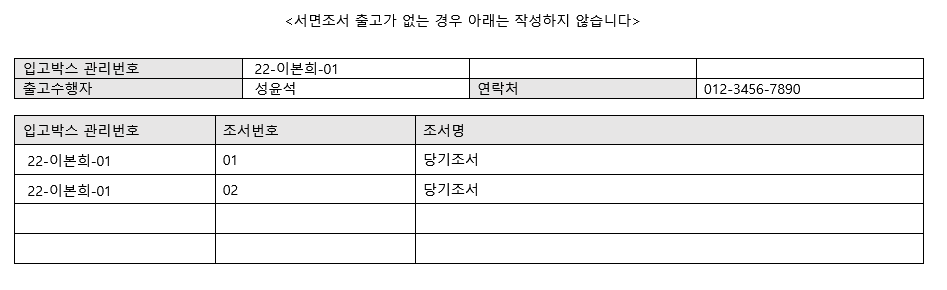 <서면조서 출고가 없는 경우 아래는 작성하지 않습니다>
입고박스 관리번호 22-이본희-01
출고수행자 성윤석 연락처 012-3456-7890
입고박스 관리번호 조서번호 조서명
22-이본희-01 01 당기조서
22-이본희-01 02 당기조서